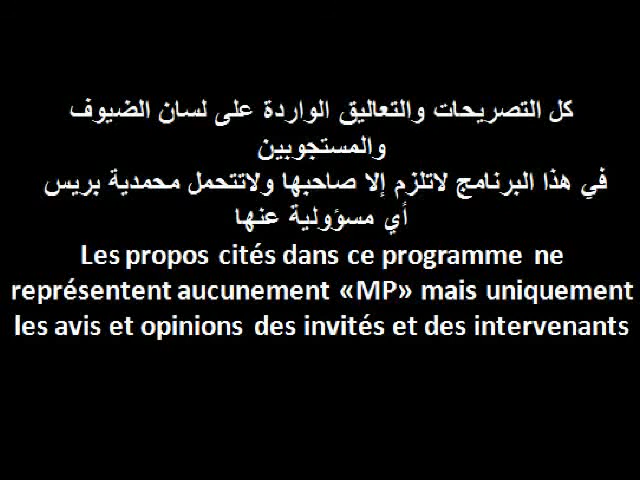 كل التصريحات والتعاليق الواردة على لسان الضيوف
والمستجوبين
في هذا البرنامج لاتلزم إلا صاحبها ولاتتحمل محمدية بريس
أي مسؤولية عنها
Les propos cités dans ce programme ne
représentent aucunement «MP» mais uniquement
les avis et opinions des invités et des intervenants